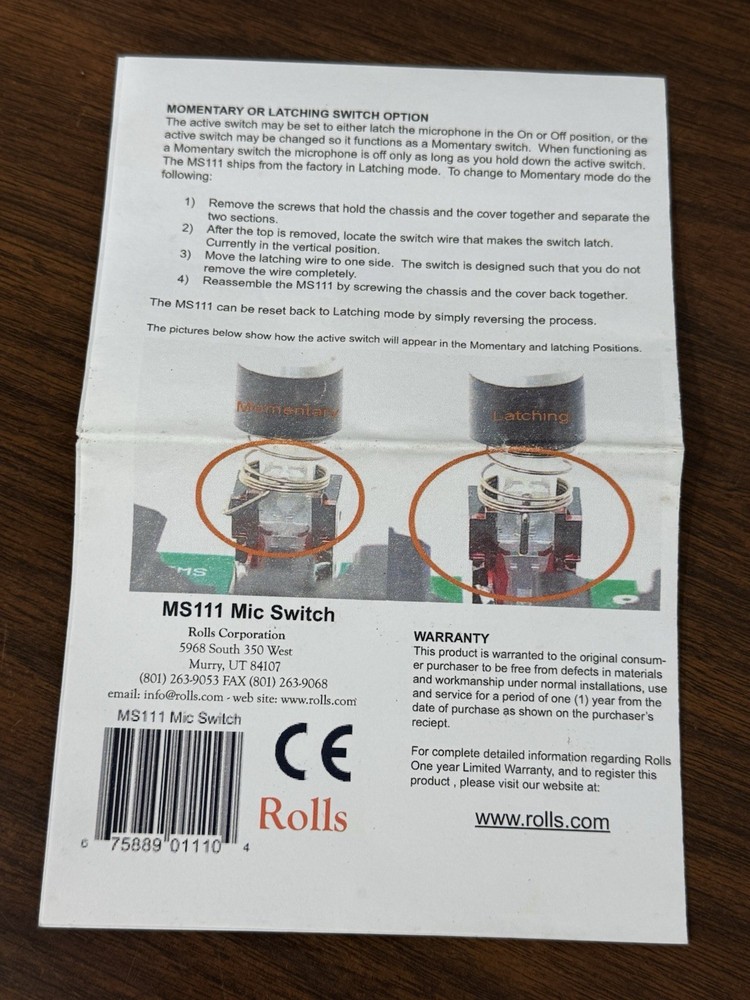 MOMENTARY OR LATCHING SWITCH OPTION
The active switch may be set to either latch the microphone in the On or Off position, or the
active switch may be changed so it functions as a Momentary switch. When functioning as
a Momentary switch the microphone is off only as long as you hold down the active switch.
The MS111 ships from the factory in Latching mode. To change to Momentary mode do the
following:
1) Remove the screws that hold the chassis and the cover together and separate the
two sections.
2) After the top is removed, locate the switch wire that makes the switch latch.
Currently in the vertical position.
3) Move the latching wire to one side. The switch is designed such that you do not
remove the wire completely.
4) Reassemble the MS111 by screwing the chassis and the cover back together.
The MS111 can be reset back to Latching mode by simply reversing the process.
The pictures below show how the active switch will appear in the Momentary and latching Positions.
Momentary
Latching
MS
MS111 Mic Switch
Rolls Corporation
5968 South 350 West
Murry, UT 84107
(801) 263-9053 FAX (801) 263-9068
email: info@rolls.com - web site: www.rolls.com
MS111 Mic Switch
6 75889 01110 4
CE
Rolls
WARRANTY
This product is warranted to the original consum-
er purchaser to be free from defects in materials
and workmanship under normal installations, use
and service for a period of one (1) year from the
date of purchase as shown on the purchaser's
reciept.
For complete detailed information regarding Rolls
One year Limited Warranty, and to register this
product , please visit our website at:
www.rolls.com